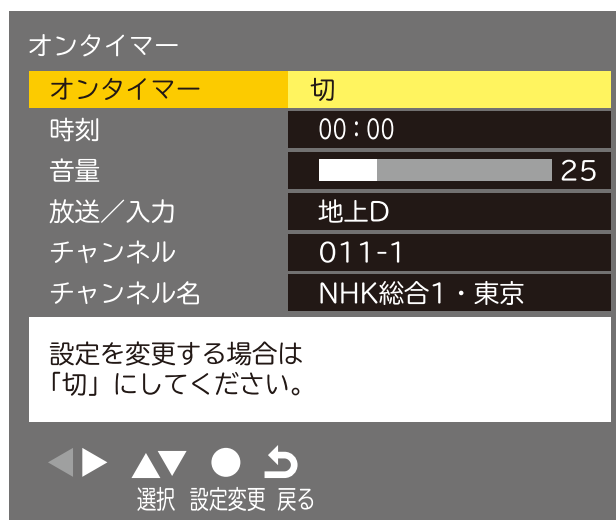 オンタイマー
オンタイマー 切
時刻 00:00
音量 25
放送／入力 地上D
チャンネル 011-1
チャンネル名 NHK総合1・東京
設定を変更する場合は
「切」にしてください。
選択 設定変更 戻る